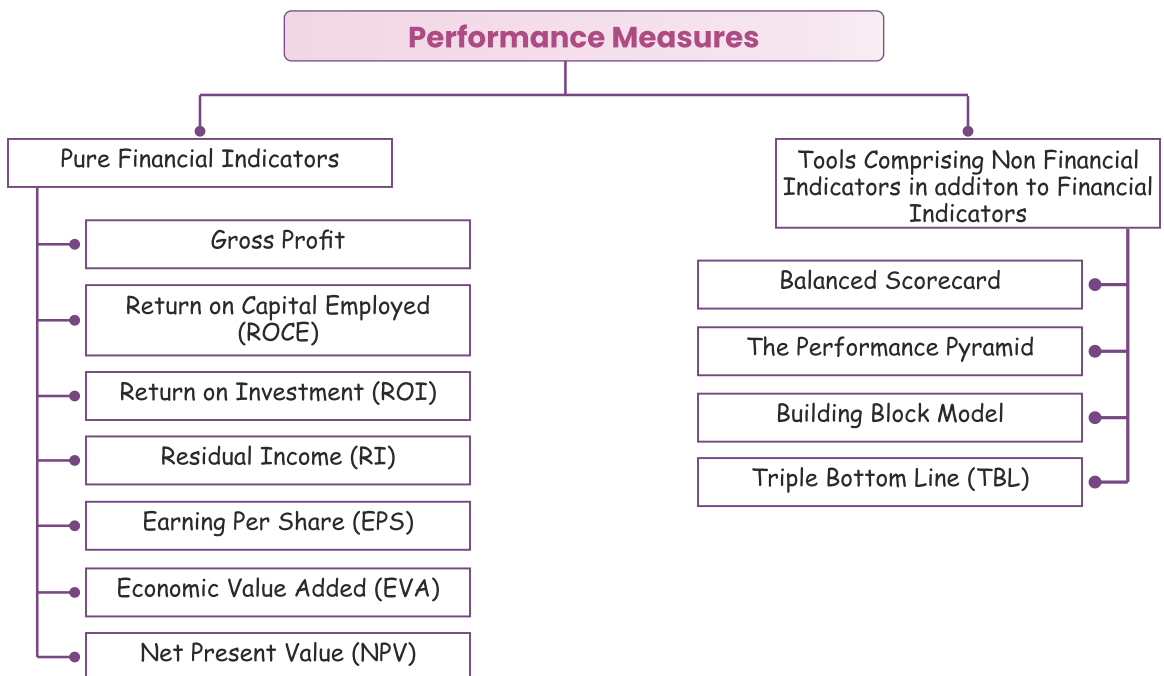 Performance Measures
Pure Financial Indicators
Gross Profit
Return on Capital Employed
(ROCE)
Return on Investment (ROI)
Residual Income (RI)
Earning Per Share (EPS)
Economic Value Added (EVA)
Net Present Value (NPV)
Tools Comprising Non Financial
Indicators in additon to Financial
Indicators
Balanced Scorecard
The Performance Pyramid
Building Block Model
Triple Bottom Line (TBL)